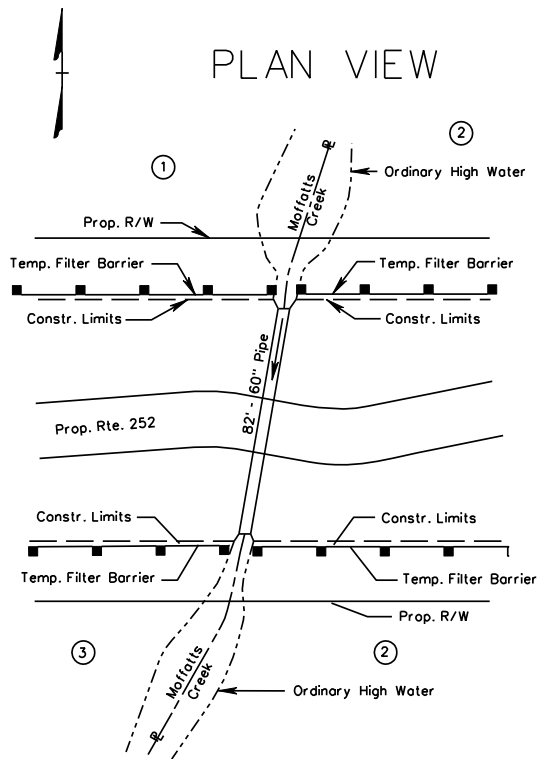 PLAN VIEW
2
1
Ordinary High Water
Moffatts
Creek
Prop. R/W
Temp. Filter Barrier
Temp. Filter Barrier
Constr. Limits
Constr. Limits
82' - 60" Pipe
Prop. Rte. 252
Constr. Limits
Constr. Limits
Temp. Filter Barrier
Temp. Filter Barrier
Prop. R/W
3
2
Moffatts
Creek
Ordinary High Water